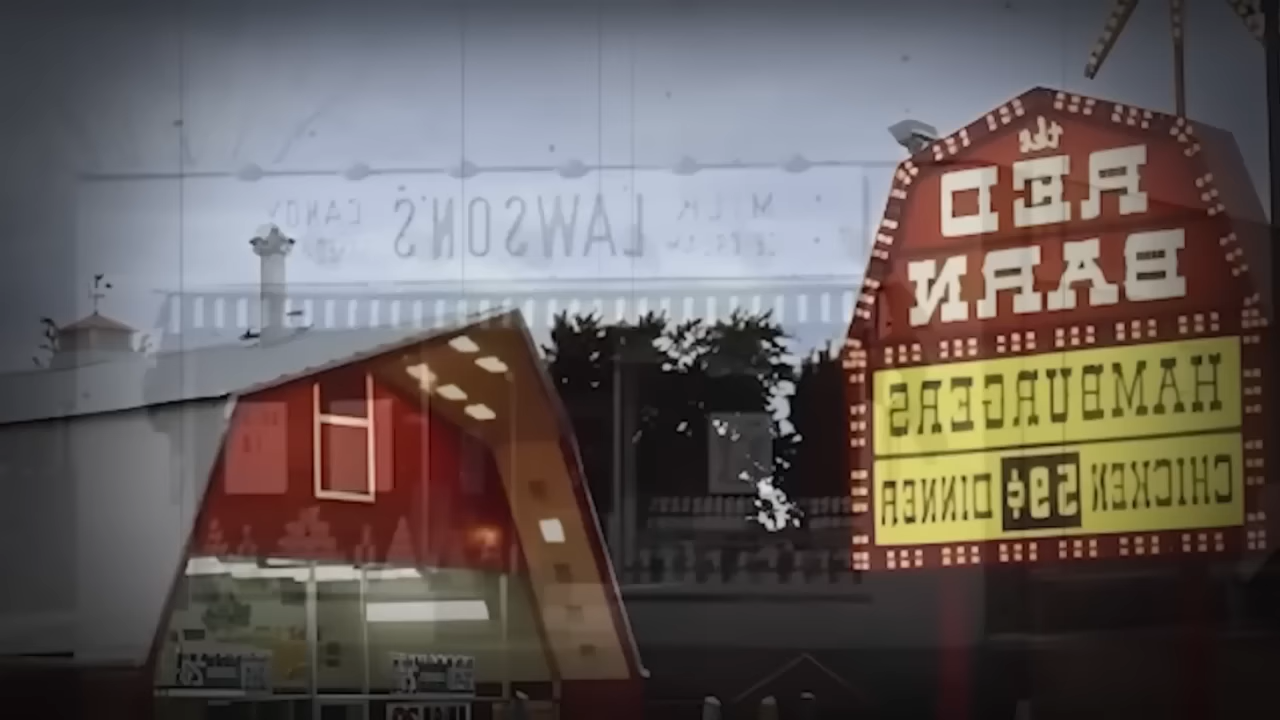 the
RED
BARN
HAMBURGERS
CHICKEN 59¢ DINNER
MILK LAWSON'S CANDY